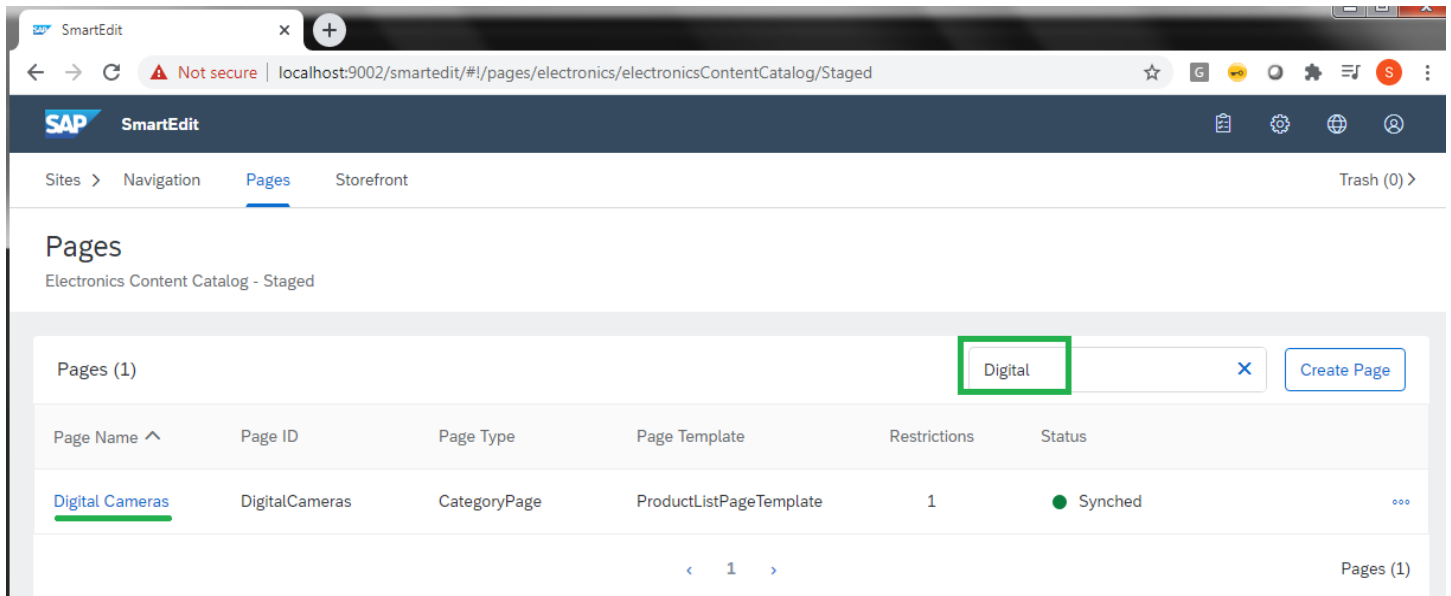 SmartEdit
Not secure | localhost:9002/smartedit/#!/pages/electronics/electronicsContentCatalog/Staged G S
SAP SmartEdit
Sites > Navigation Pages Storefront Trash (0) >
Pages
Electronics Content Catalog - Staged
Pages (1) Digital Create Page
Page Name Page ID Page Type Page Template Restrictions Status
Digital Cameras DigitalCameras CategoryPage ProductListPageTemplate 1 Synched
‹ 1 › Pages (1)